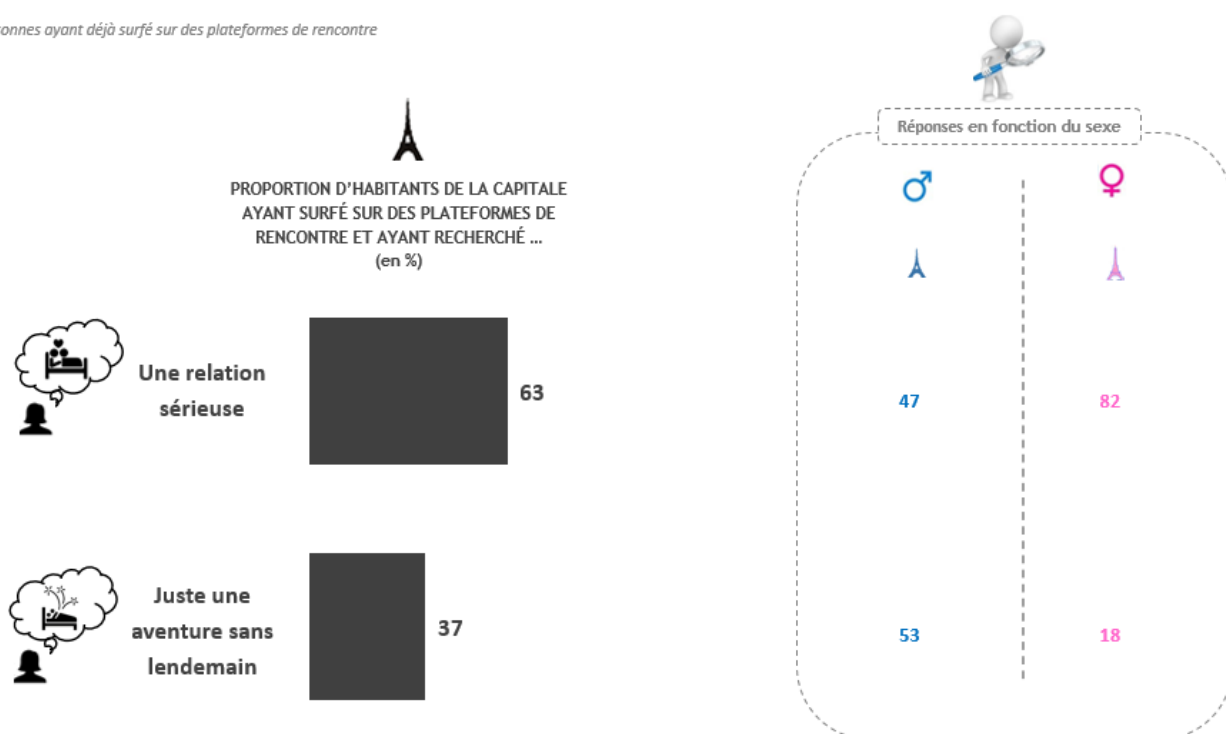 ayant déjà surfé sur des plateformes de rencontre
PROPORTION D'HABITANTS DE LA CAPITALE
AYANT SURFÉ SUR DES PLATEFORMES DE
RENCONTRE ET AYANT RECHERCHÉ ...
(en %)
Une relation
sérieuse
63
Juste une
aventure sans
lendemain
37
Réponses en fonction du sexe
47 82
53 18